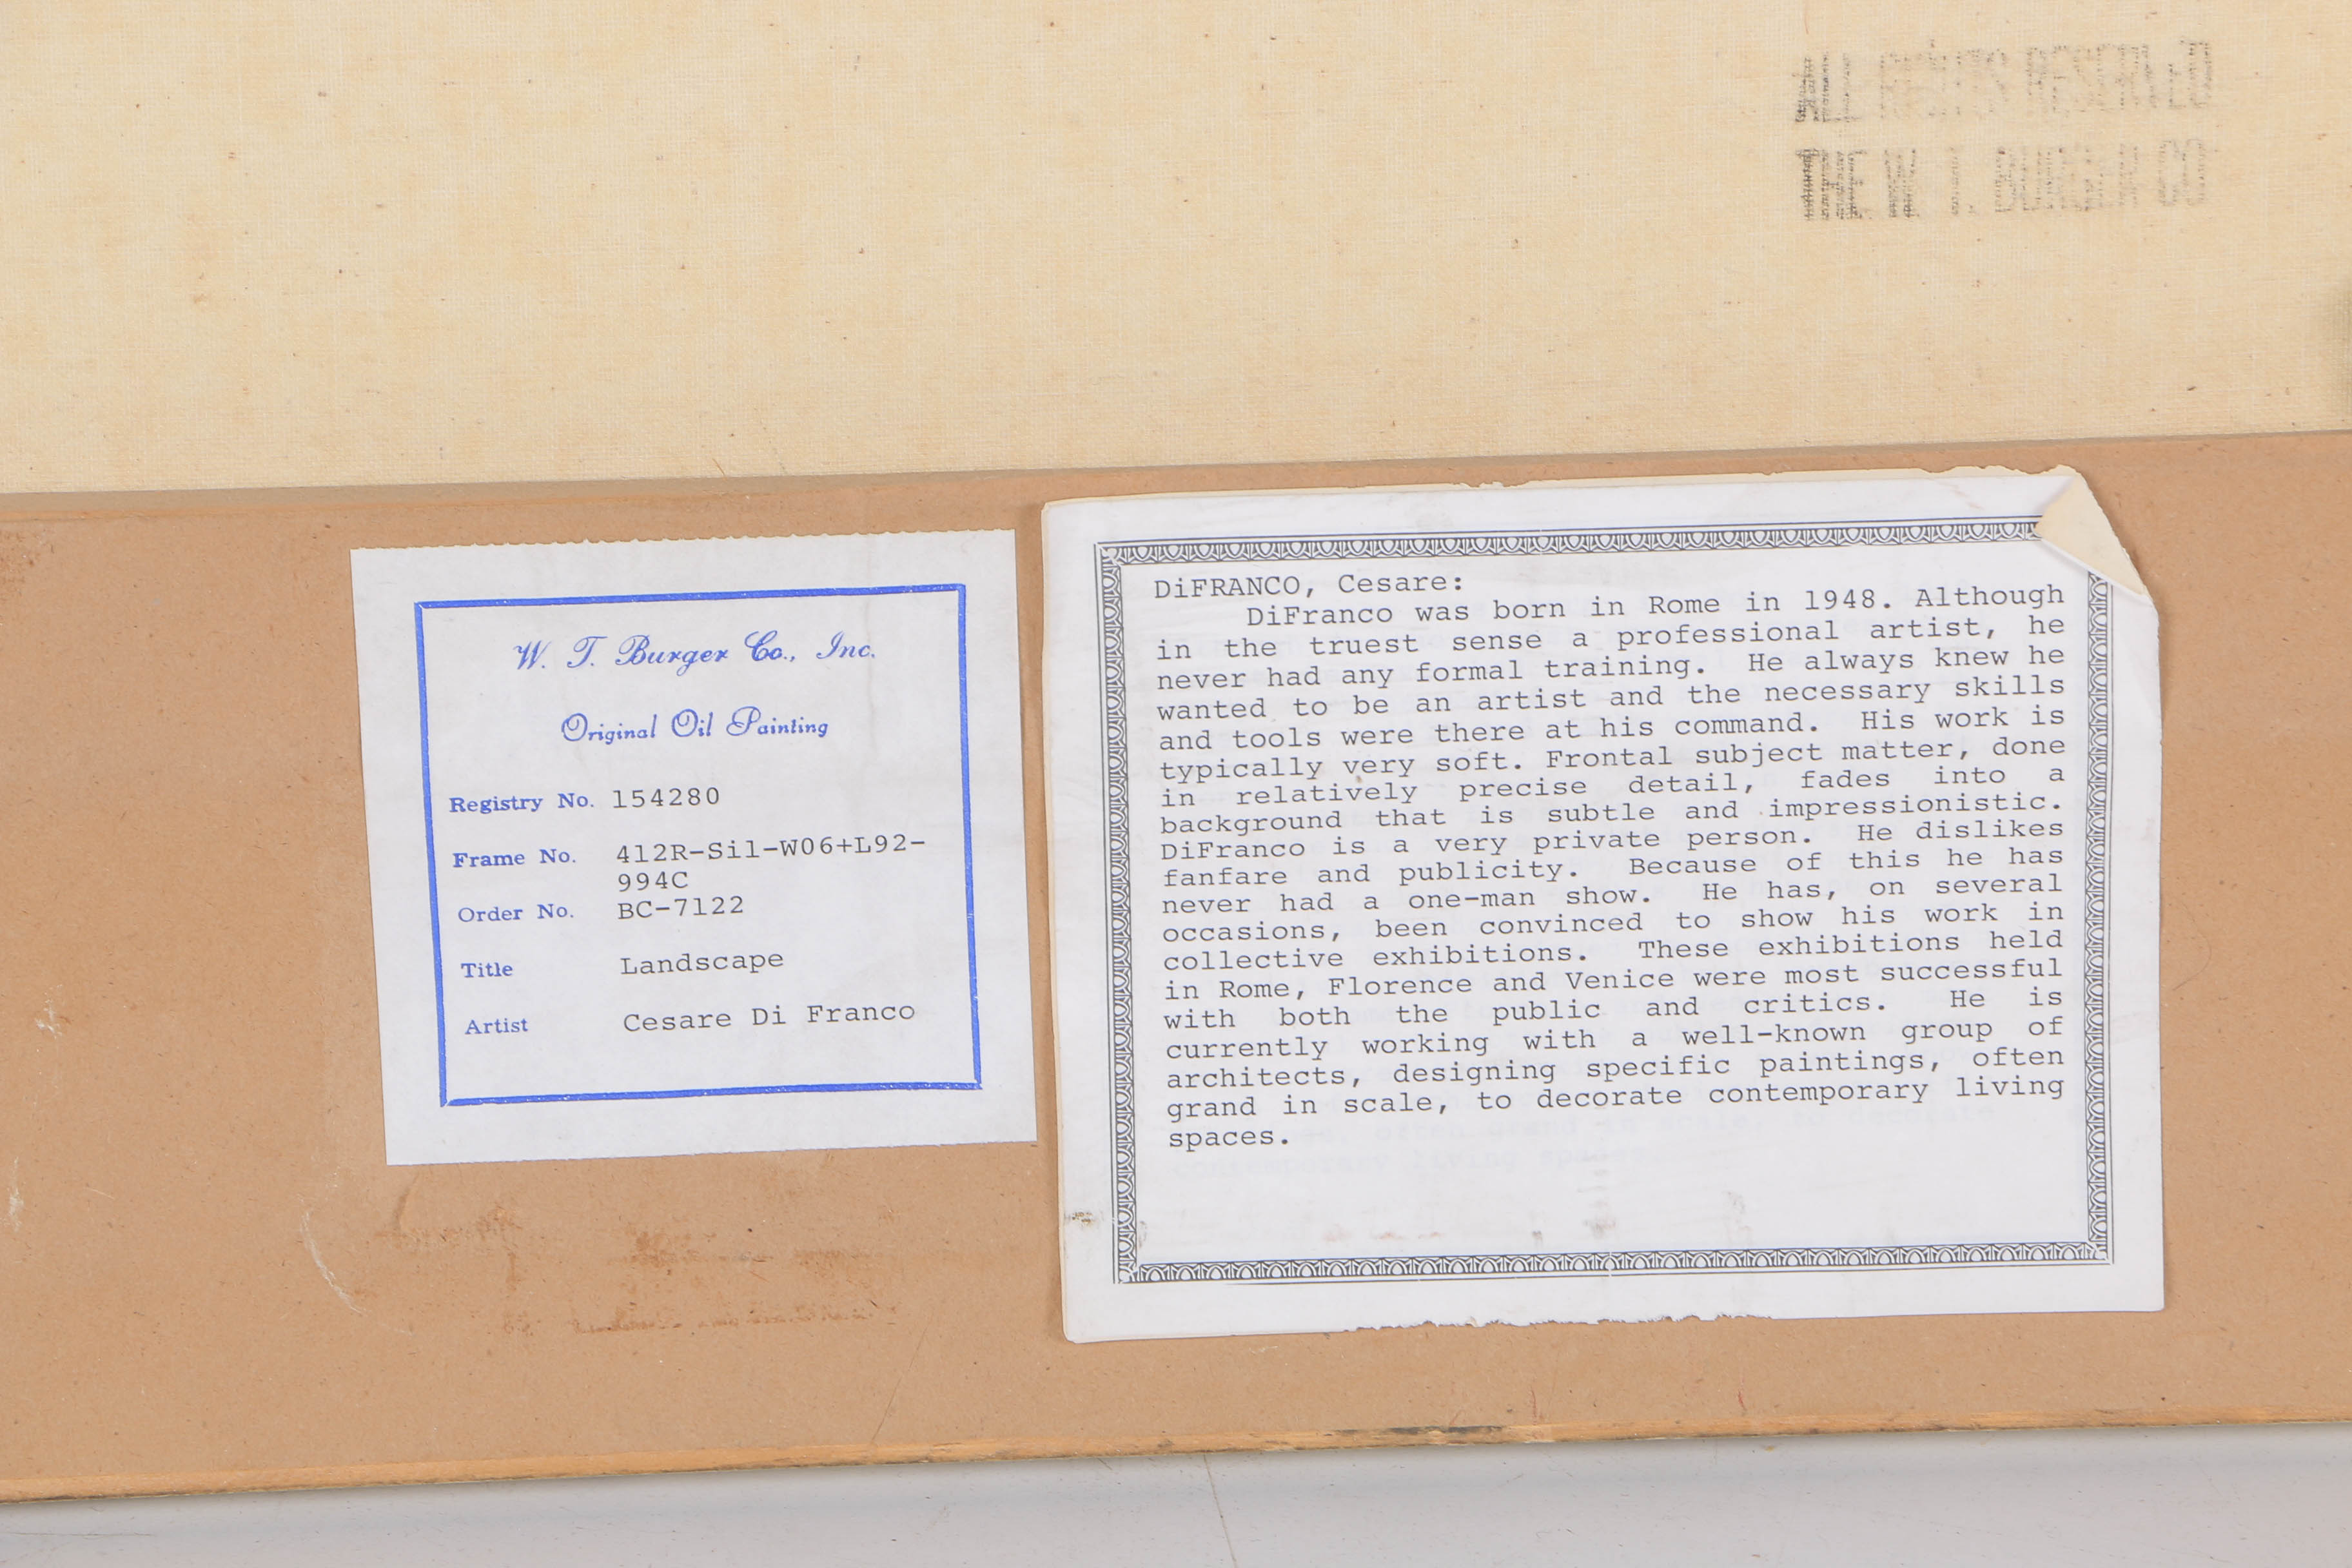 ALL RIGHTS RESERVED
W. T. Burger Co., Inc.
Original Oil Painting
Registry No. 154280
Frame No. 412R-Sil-W06+L92-
994C
Order No. BC-7122
Title Landscape
Artist Cesare Di Franco
DiFRANCO, Cesare:
DiFranco was born in Rome in 1948. Although
in the truest sense a professional artist, he
never had any formal training. He always knew he
wanted to be an artist and the necessary skills
and tools were there at his command. His work is
typically very soft. Frontal subject matter, done
in relatively precise detail, fades into a
background that is subtle and impressionistic.
DiFranco is a very private person. He dislikes
fanfare and publicity. Because of this he has
never had a one-man show. He has, on several
occasions, been convinced to show his work in
collective exhibitions. These exhibitions held
in Rome, Florence and Venice were most successful
with both the public and critics. He is
currently working with a well-known group of
architects, designing specific paintings, often
grand in scale, to decorate contemporary living
spaces.